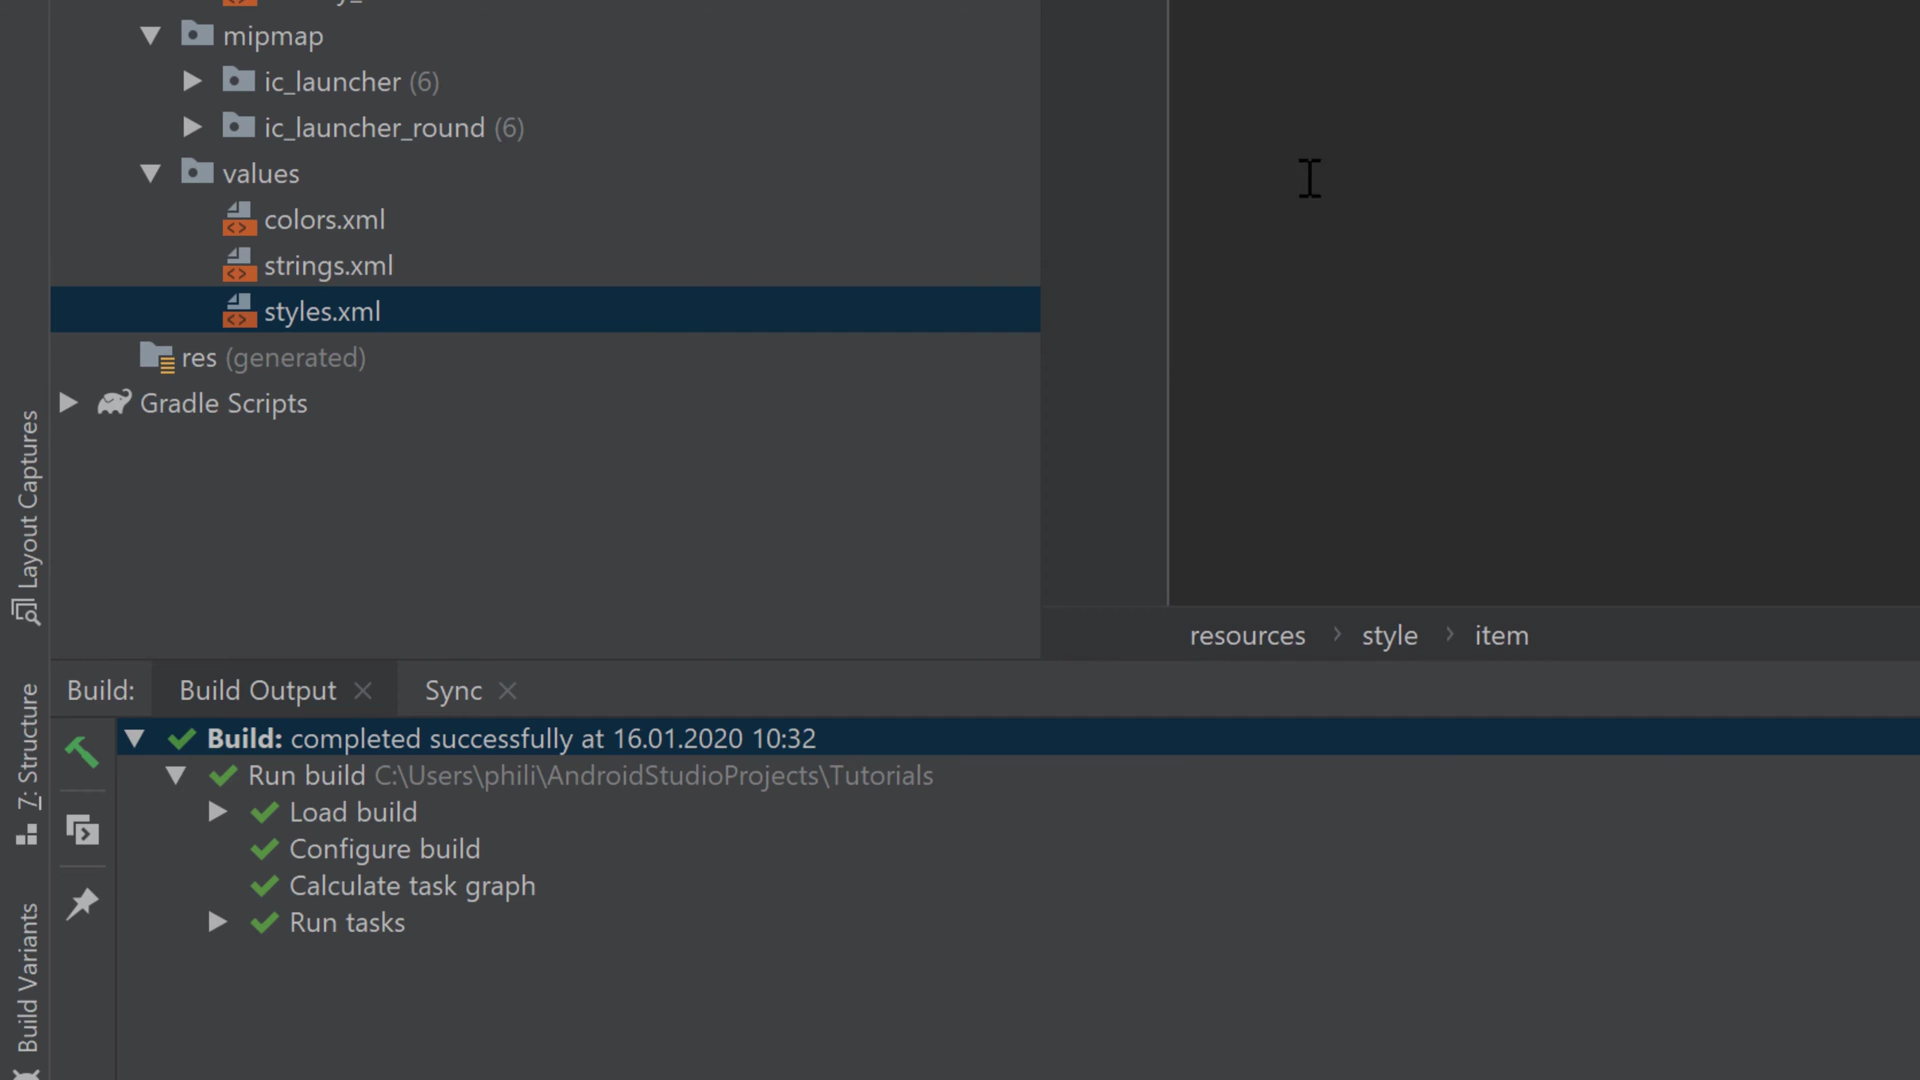 mipmap
ic_launcher (6)
ic_launcher_round (6)
values
colors.xml
strings.xml
styles.xml
res (generated)
Gradle Scripts
Layout Captures
resources › style › item
Build: Build Output Sync
7: Structure
Build: completed successfully at 16.01.2020 10:32
Run build C:\Users\phili\AndroidStudioProjects\Tutorials
Load build
Configure build
Calculate task graph
Run tasks
Build Variants